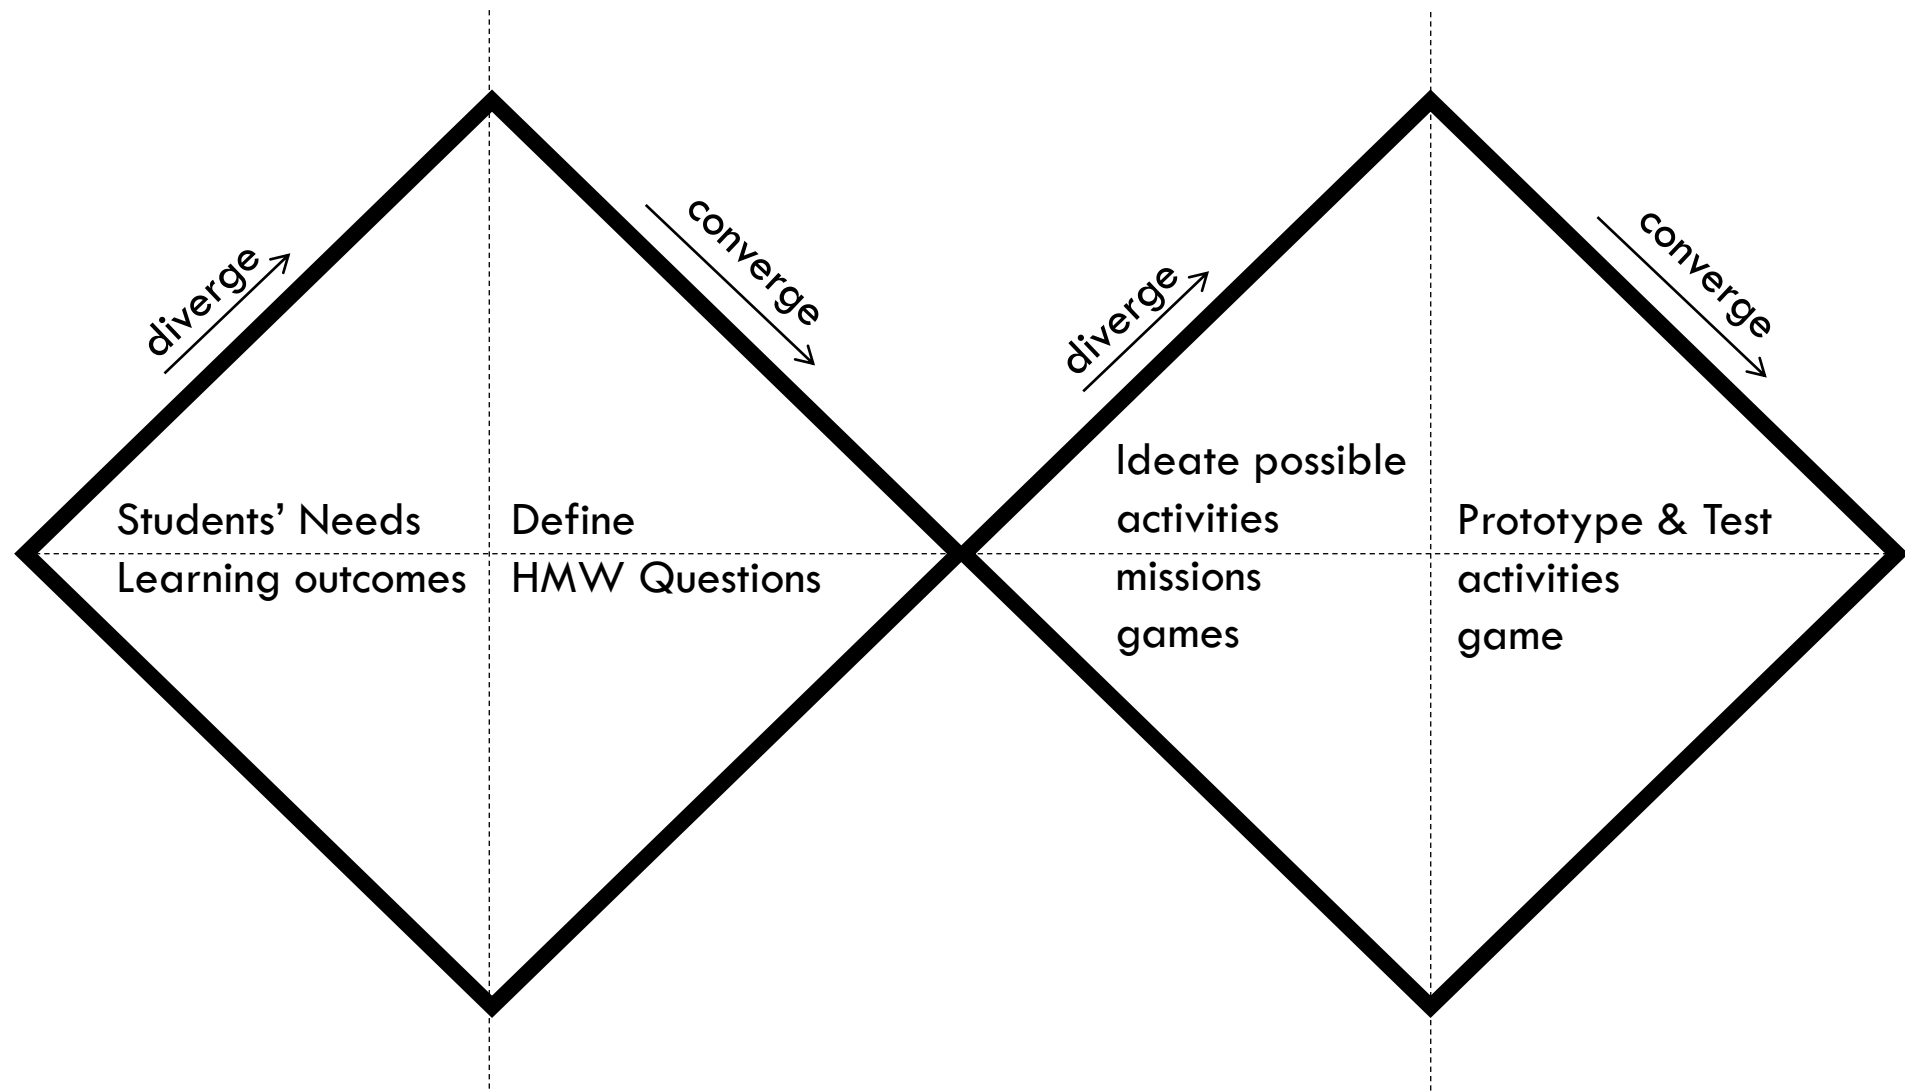 diverge
converge
diverge
converge
Students’ Needs
Learning outcomes
Define
HMW Questions
Ideate possible
activities
missions
games
Prototype & Test
activities
game